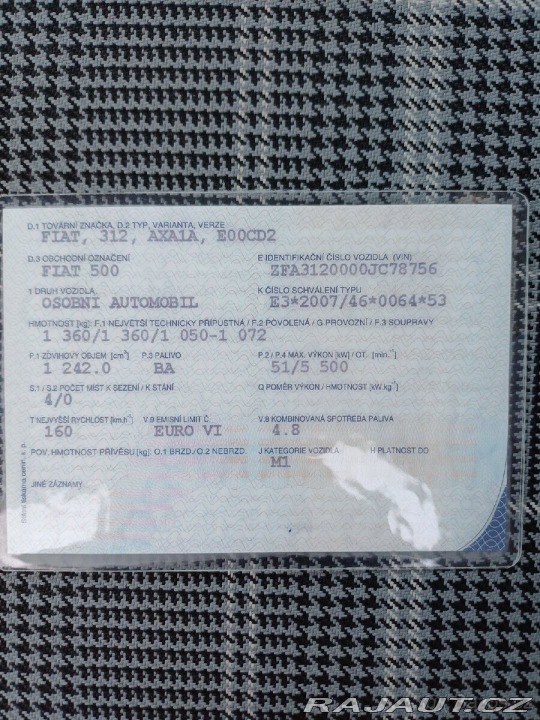 D.1 TOVÁRNÍ ZNAČKA, D.2 TYP, VARIANTA, VERZE
FIAT, 312, AXA1A, E00CD2
D.3 OBCHODNÍ OZNAČENÍ E IDENTIFIKAČNÍ ČÍSLO VOZIDLA (VIN)
FIAT 500 ZFA3120000JC78756
1 DRUH VOZIDLA K ČÍSLO SCHVÁLENÍ TYPU
OSOBNÍ AUTOMOBIL E3*2007/46*0064*53
HMOTNOST [kg]: F.1 NEJVĚTŠÍ TECHNICKY PŘÍPUSTNÁ / F.2 POVOLENÁ / G PROVOZNÍ / F.3 SOUPRAVY
1 360/1 360/1 050-1 072
P.1 ZDVIHOVÝ OBJEM [cm³] P.3 PALIVO P.2 / P.4 MAX. VÝKON [kW] / OT. [min.⁻¹]
1 242.0 BA 51/5 500
S.1 / S.2 POČET MÍST K SEZENÍ / K STÁNÍ Q POMĚR VÝKON / HMOTNOST [kW.kg⁻¹]
4/0
T NEJVYŠŠÍ RYCHLOST [km.h⁻¹] V.9 EMISNÍ LIMIT Č. V.8 KOMBINOVANÁ SPOTŘEBA PALIVA
160 EURO VI 4.8
POV. HMOTNOST PŘÍVĚSU [kg]: O.1 BRZD./O.2 NEBRZD. J KATEGORIE VOZIDLA H PLATNOST DO
M1
JINÉ ZÁZNAMY
RAJAUT.CZ